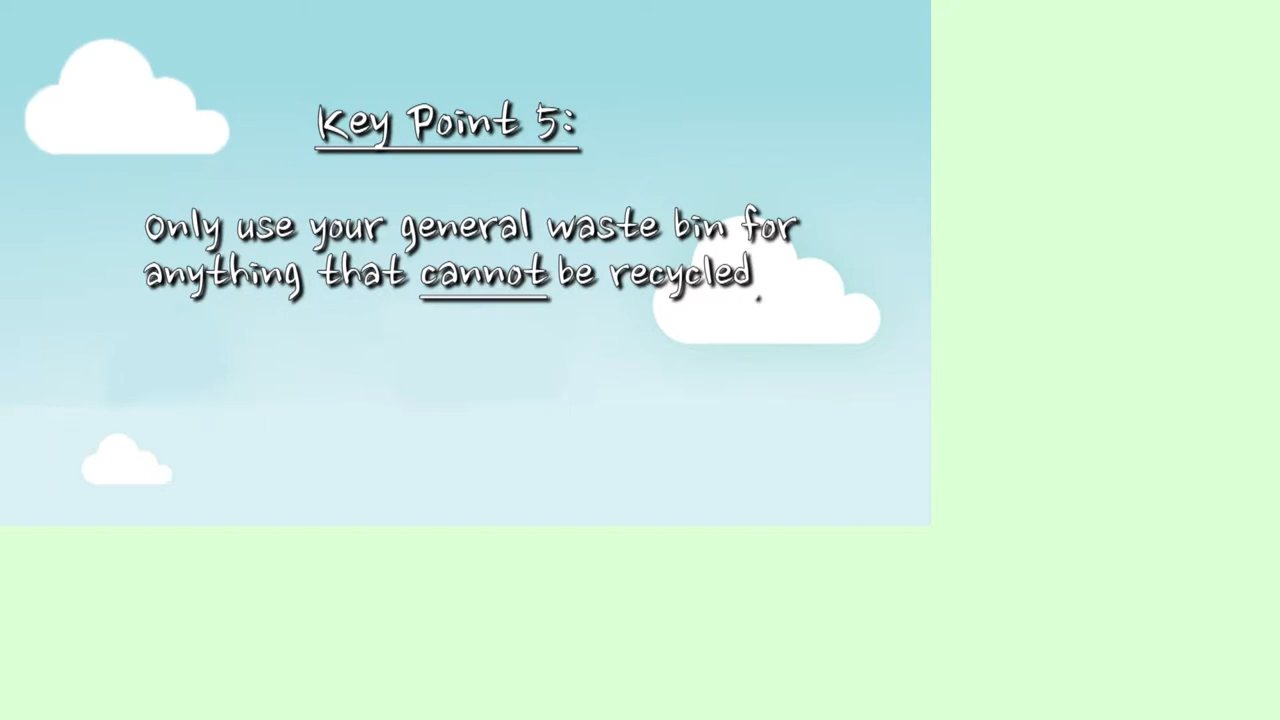 Key Point 5:
Only use your general waste bin for
anything that cannot be recycled.